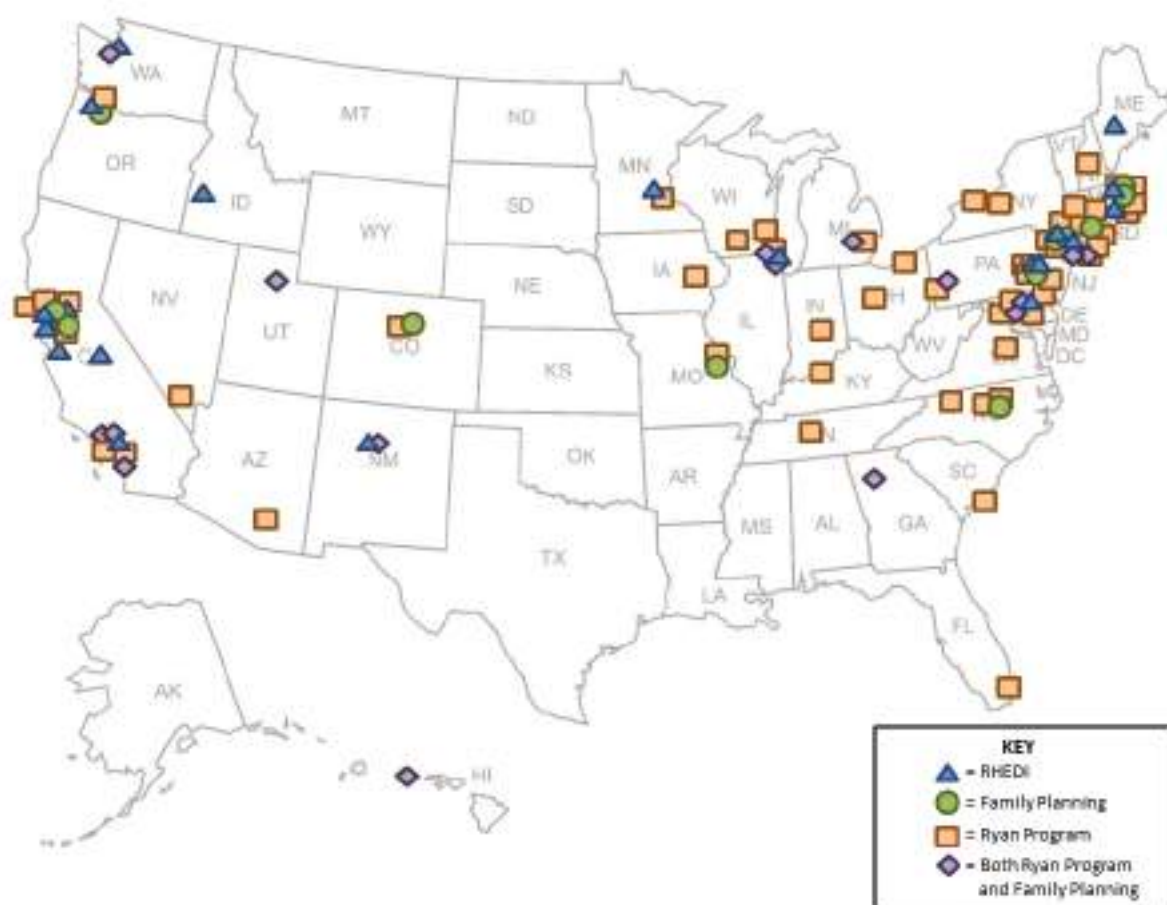 WA
MT
ND
ME
VT
OR
ID
MN
WI
NY
SD
WY
MI
IA
PA
NE
NJ
NV
UT
IL
IN
H
DE
CO
MD
WV
DC
KS
MO
KY
AZ
NM
OK
AR
N
SC
MS
AL
GA
TX
LA
FL
AK
HI
KEY
= RHEDI
= Family Planning
= Ryan Program
= Both Ryan Program
and Family Planning